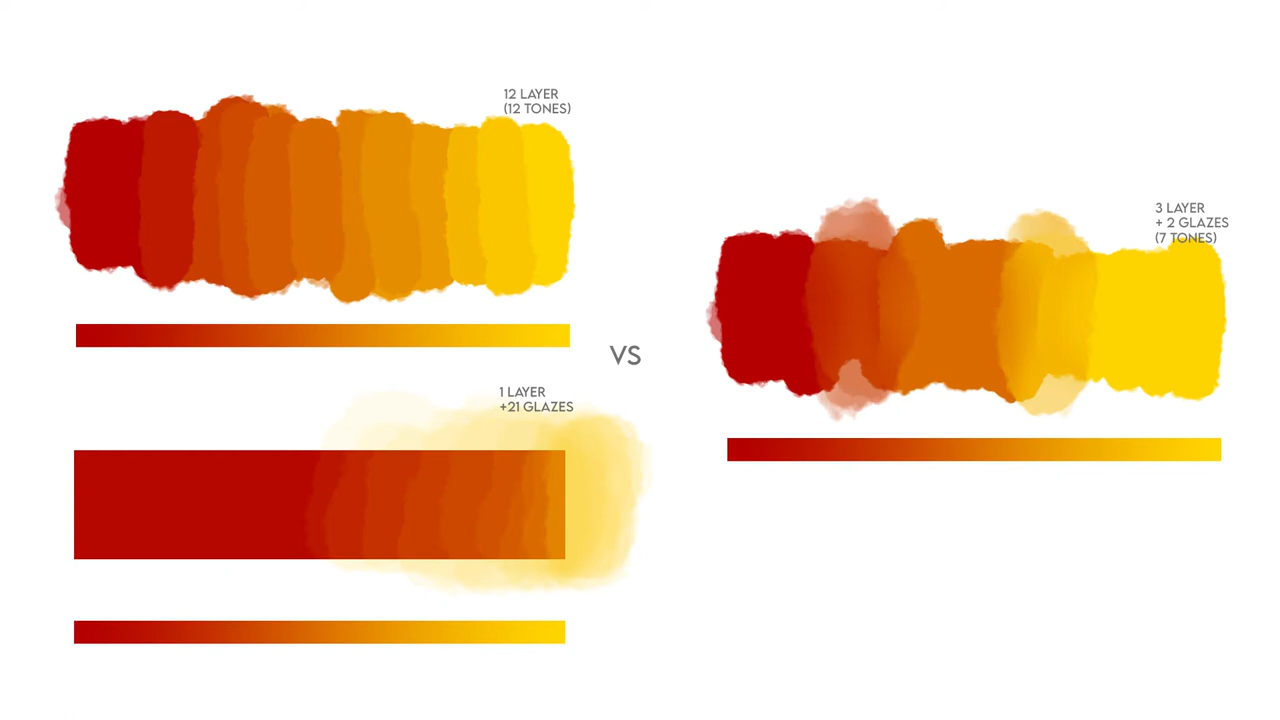 12 LAYER
(12 TONES)
VS
1 LAYER
+21 GLAZES
3 LAYER
+ 2 GLAZES
(7 TONES)